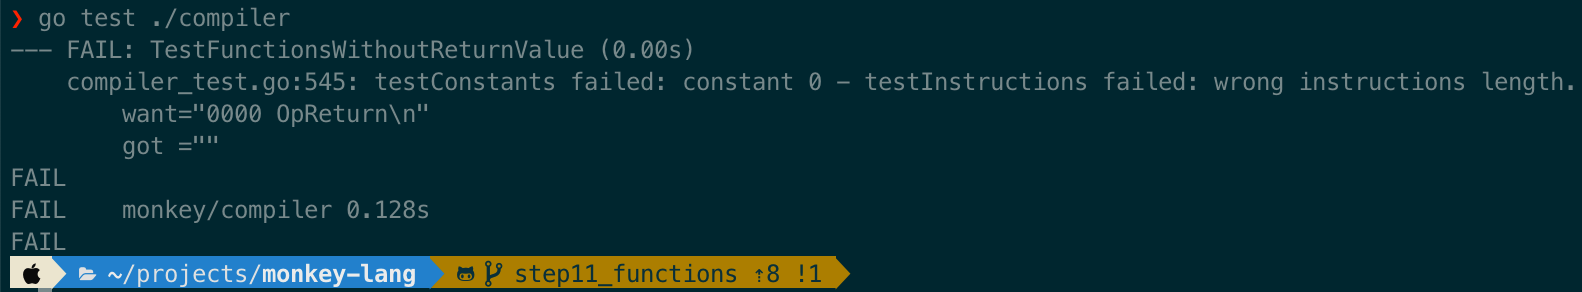 ❯ go test ./compiler
--- FAIL: TestFunctionsWithoutReturnValue (0.00s)
    compiler_test.go:545: testConstants failed: constant 0 - testInstructions failed: wrong instructions length.
        want="0000 OpReturn\n"
        got =""
FAIL
FAIL    monkey/compiler 0.128s
FAIL
~/projects/monkey-lang step11_functions ⇡8 !1